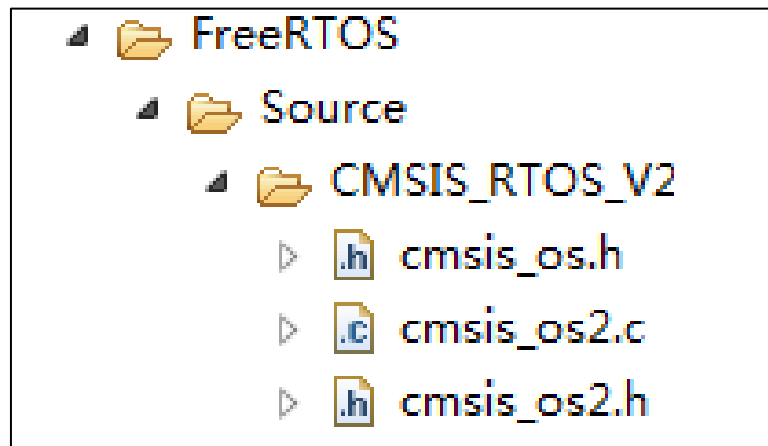 FreeRTOS
Source
CMSIS_RTOS_V2
.h cmsis_os.h
.c cmsis_os2.c
.h cmsis_os2.h